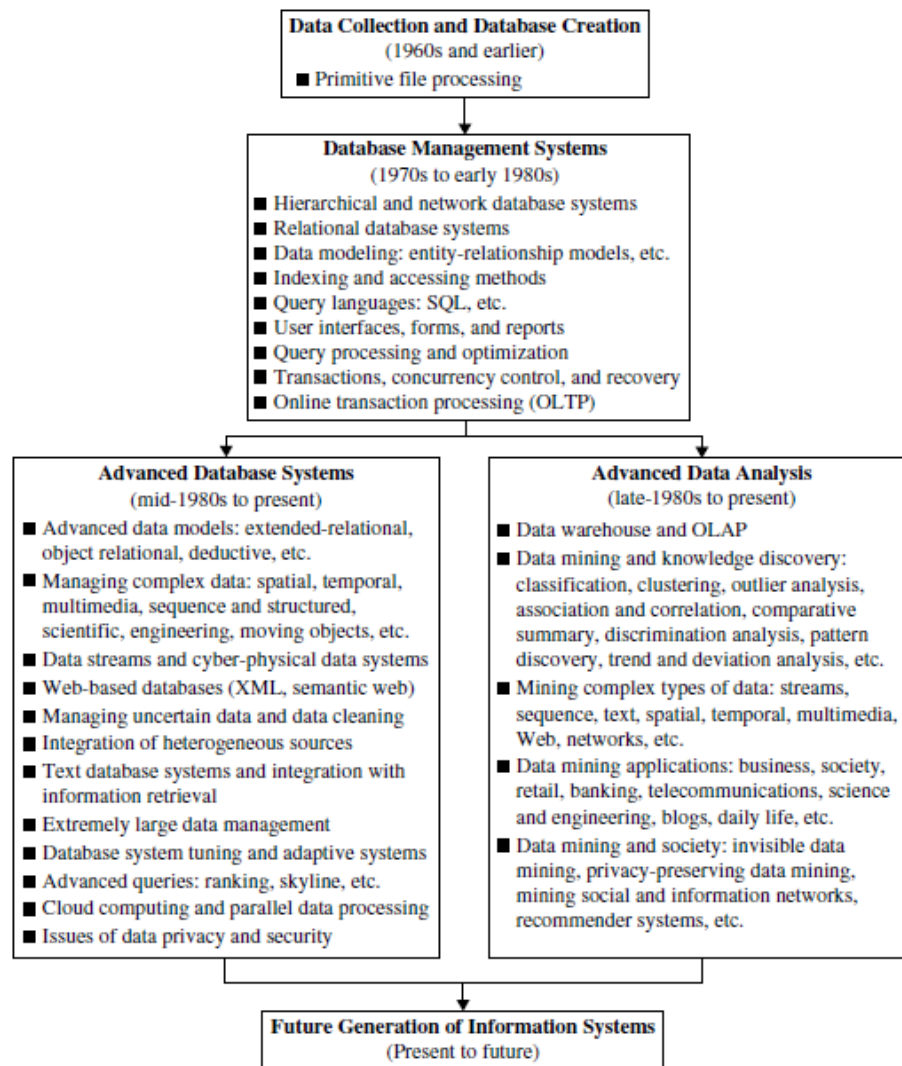 Data Collection and Database Creation
(1960s and earlier)
■ Primitive file processing
Database Management Systems
(1970s to early 1980s)
■ Hierarchical and network database systems
■ Relational database systems
■ Data modeling: entity-relationship models, etc.
■ Indexing and accessing methods
■ Query languages: SQL, etc.
■ User interfaces, forms, and reports
■ Query processing and optimization
■ Transactions, concurrency control, and recovery
■ Online transaction processing (OLTP)
Advanced Database Systems
(mid-1980s to present)
■ Advanced data models: extended-relational,
object relational, deductive, etc.
■ Managing complex data: spatial, temporal,
multimedia, sequence and structured,
scientific, engineering, moving objects, etc.
■ Data streams and cyber-physical data systems
■ Web-based databases (XML, semantic web)
■ Managing uncertain data and data cleaning
■ Integration of heterogeneous sources
■ Text database systems and integration with
information retrieval
■ Extremely large data management
■ Database system tuning and adaptive systems
■ Advanced queries: ranking, skyline, etc.
■ Cloud computing and parallel data processing
■ Issues of data privacy and security
Advanced Data Analysis
(late-1980s to present)
■ Data warehouse and OLAP
■ Data mining and knowledge discovery:
classification, clustering, outlier analysis,
association and correlation, comparative
summary, discrimination analysis, pattern
discovery, trend and deviation analysis, etc.
■ Mining complex types of data: streams,
sequence, text, spatial, temporal, multimedia,
Web, networks, etc.
■ Data mining applications: business, society,
retail, banking, telecommunications, science
and engineering, blogs, daily life, etc.
■ Data mining and society: invisible data
mining, privacy-preserving data mining,
mining social and information networks,
recommender systems, etc.
Future Generation of Information Systems
(Present to future)